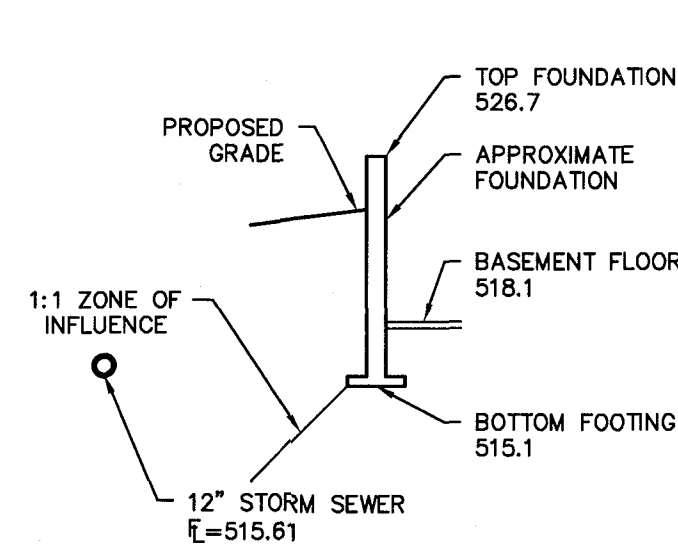 TOP FOUNDATION
526.7
PROPOSED
GRADE
APPROXIMATE
FOUNDATION
BASEMENT FLOOR
518.1
1:1 ZONE OF
INFLUENCE
BOTTOM FOOTING
515.1
12" STORM SEWER
FL=515.61